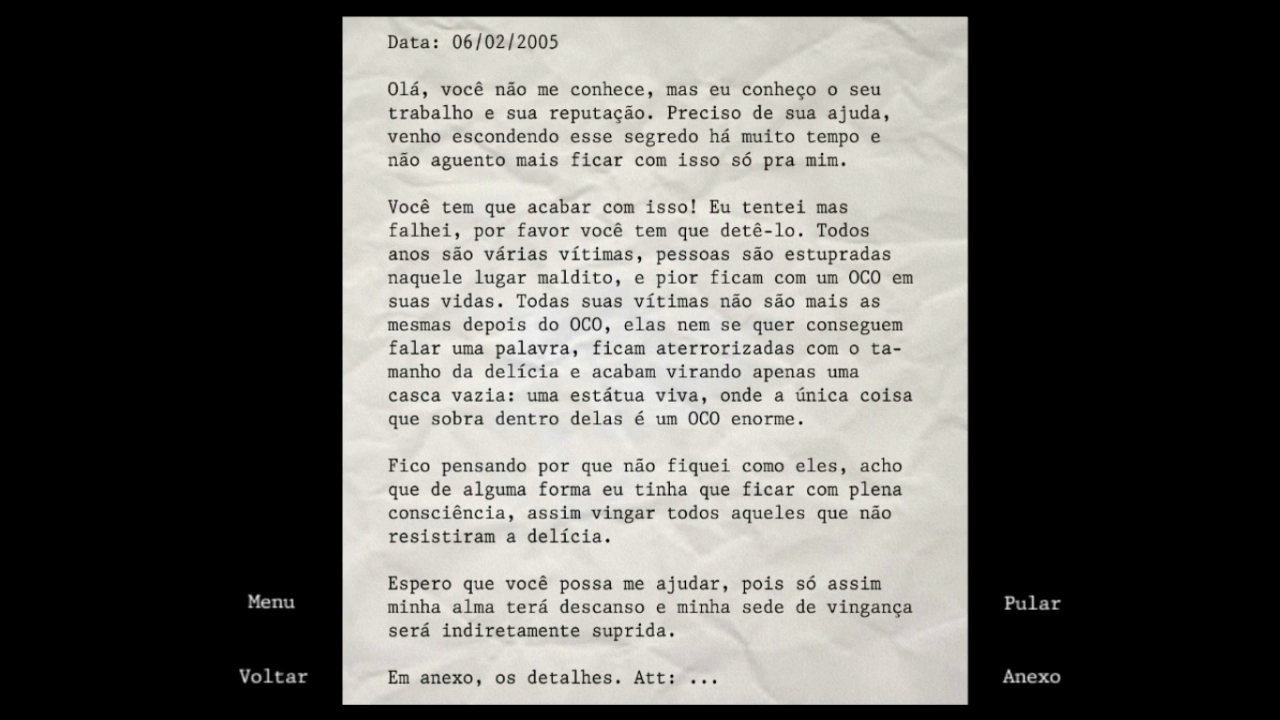 Data: 06/02/2005
Olá, você não me conhece, mas eu conheço o seu
trabalho e sua reputação. Preciso de sua ajuda,
venho escondendo esse segredo há muito tempo e
não aguento mais ficar com isso só pra mim.
Você tem que acabar com isso! Eu tentei mas
falhei, por favor você tem que detê-lo. Todos
anos são várias vítimas, pessoas são estupradas
naquele lugar maldito, e pior ficam com um OCO em
suas vidas. Todas suas vítimas não são mais as
mesmas depois do OCO, elas nem se quer conseguem
falar uma palavra, ficam aterrorizadas com o ta-
manho da delícia e acabam virando apenas uma
casca vazia: uma estátua viva, onde a única coisa
que sobra dentro delas é um OCO enorme.
Fico pensando por que não fiquei como eles, acho
que de alguma forma eu tinha que ficar com plena
consciência, assim vingar todos aqueles que não
resistiram a delícia.
Espero que você possa me ajudar, pois só assim
minha alma terá descanso e minha sede de vingança
será indiretamente suprida.
Em anexo, os detalhes. Att: ...
Menu
Pular
Voltar
Anexo